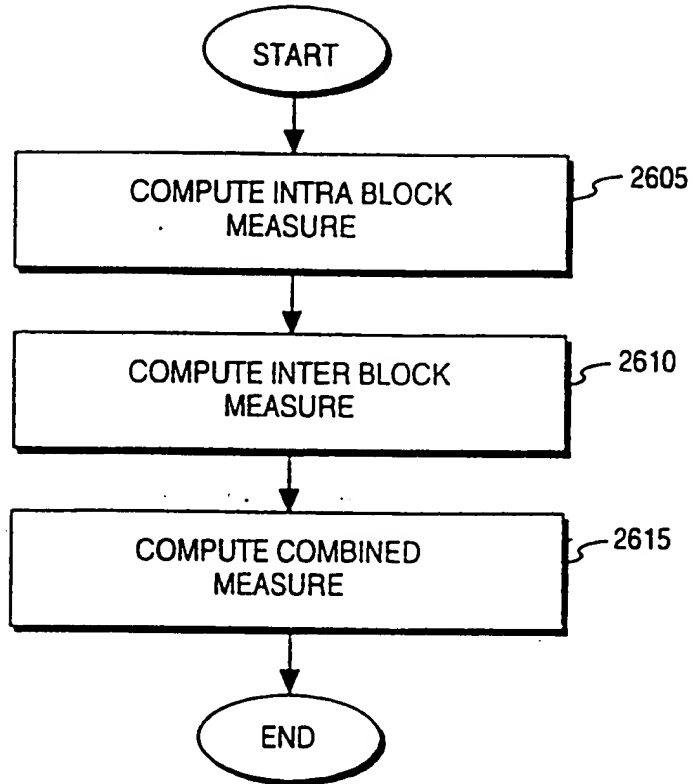 START
COMPUTE INTRA BLOCK
MEASURE
2605
COMPUTE INTER BLOCK
MEASURE
2610
COMPUTE COMBINED
MEASURE
2615
END